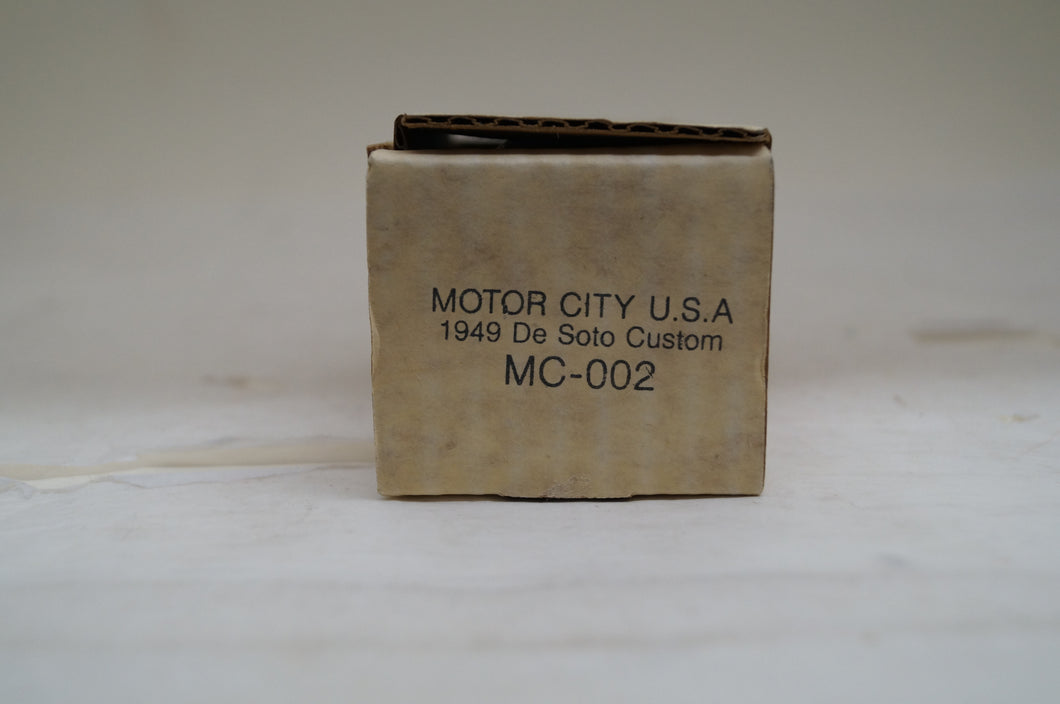 MOTOR CITY U.S.A
1949 De Soto Custom
MC-002